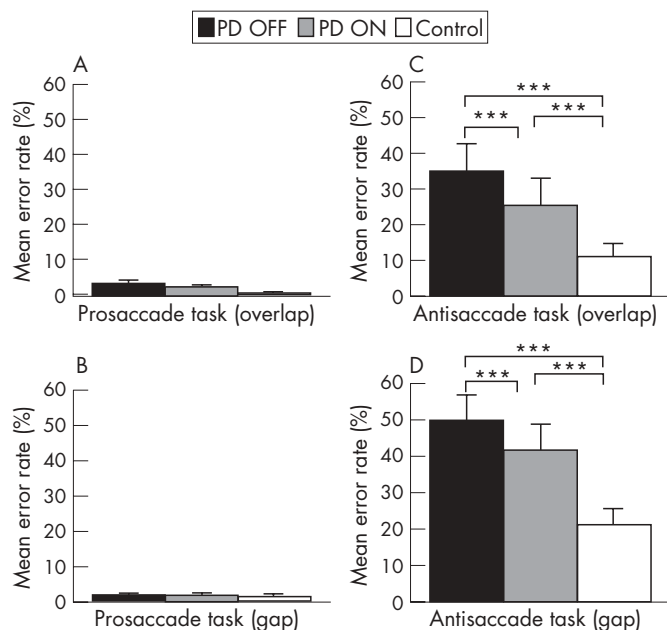 PD OFF PD ON Control
A
Mean error rate (%)
60
50
40
30
20
10
0
Prosaccade task (overlap)
C
Mean error rate (%)
60
50
40
30
20
10
0
***
*** ***
Antisaccade task (overlap)
B
Mean error rate (%)
60
50
40
30
20
10
0
Prosaccade task (gap)
D
Mean error rate (%)
60
50
40
30
20
10
0
***
*** ***
Antisaccade task (gap)